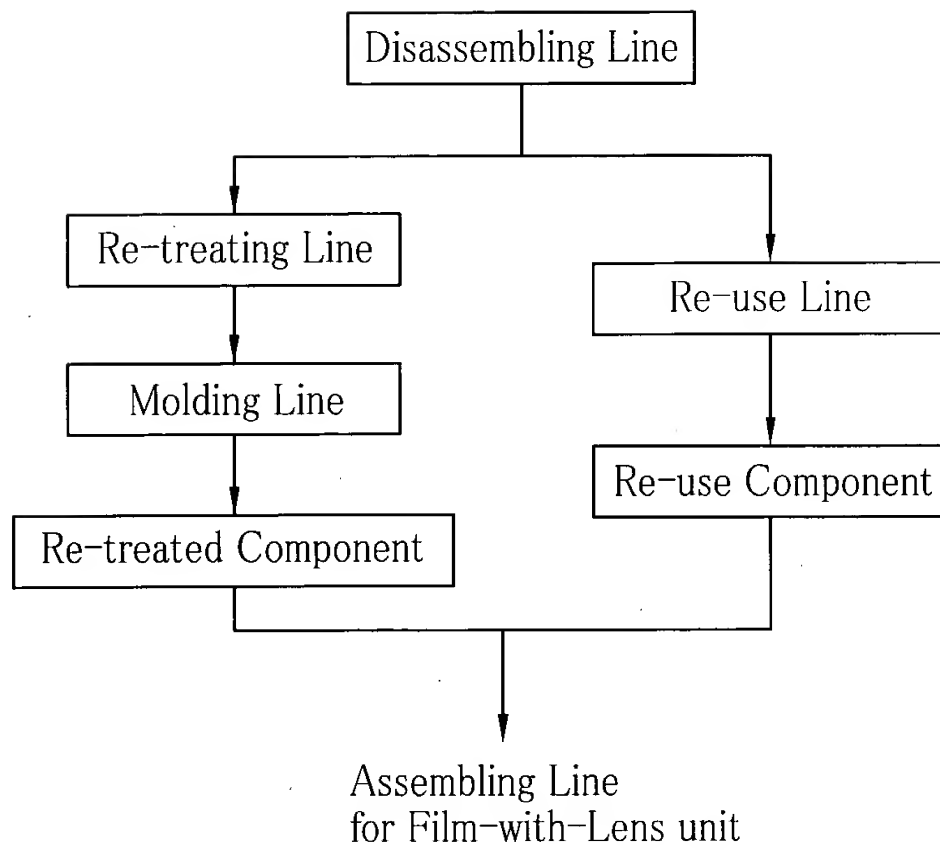 Disassembling Line
Re-treating Line
Re-use Line
Molding Line
Re-use Component
Re-treated Component
Assembling Line
for Film-with-Lens unit